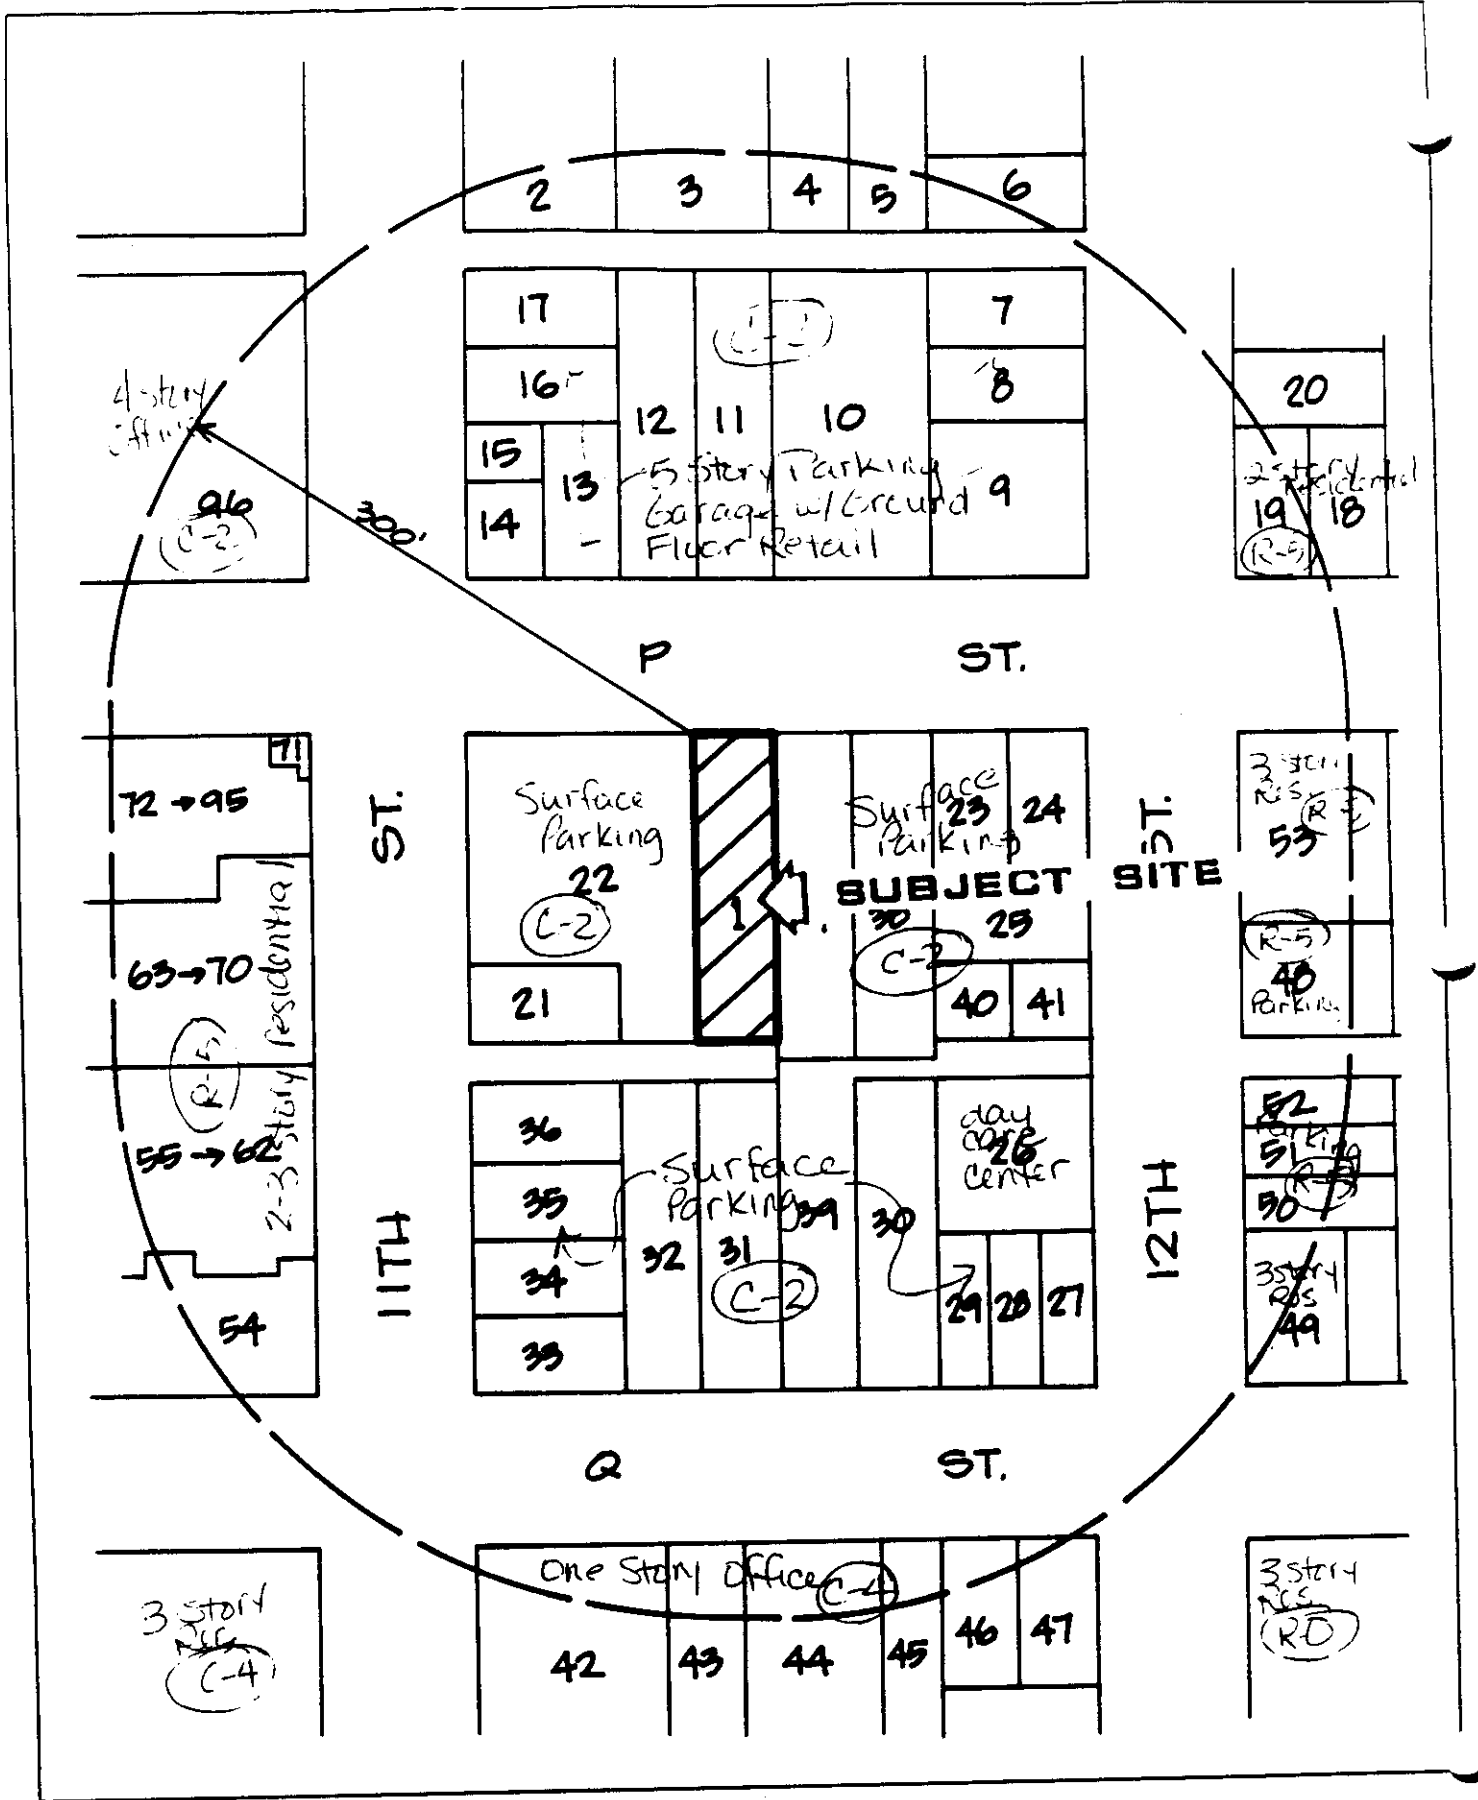 2
3
4
5
6
17
7
16
8
20
4-story
12
11
10
15
13
5 Story Parking
Garage w/ Ground
Floor Retail
9
14
2 story
residential
19
18
R-5
96
C-2
300'
P
ST.
71
72→95
ST.
Surface
Parking
22
C-2
1
Surface
Parking
23
24
ST.
3 story
Res.
53
SUBJECT SITE
30
25
C-2
63→70
2-3 story residential
R-5
21
40
41
R-5
48
Parking
55→62
36
35
34
33
Surface
Parking
32
31
39
30
C-2
day
care
26
center
29
28
27
52
Parking
51
50
3 story
Res
49
54
11TH
12TH
Q
ST.
One Story Office
C-4
42
43
44
45
46
47
3 story
Res
C-4
3 story
Res
R-O